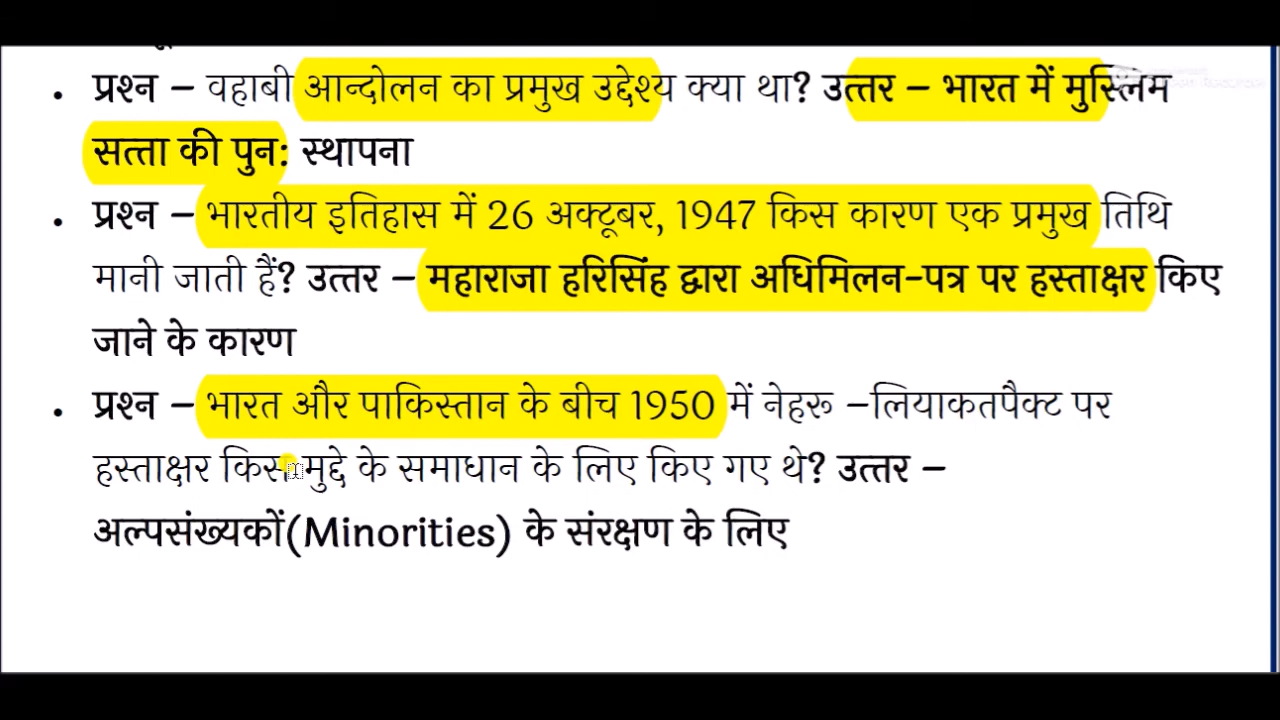 • प्रश्न – वहाबी आन्दोलन का प्रमुख उद्देश्य क्या था? उत्तर – भारत में मुस्लिम
सत्ता की पुन: स्थापना
• प्रश्न – भारतीय इतिहास में 26 अक्टूबर, 1947 किस कारण एक प्रमुख तिथि
मानी जाती हैं? उत्तर – महाराजा हरिसिंह द्वारा अधिमिलन-पत्र पर हस्ताक्षर किए
जाने के कारण
• प्रश्न – भारत और पाकिस्तान के बीच 1950 में नेहरू –लियाकतपैक्ट पर
हस्ताक्षर किस मुद्दे के समाधान के लिए किए गए थे? उत्तर –
अल्पसंख्यकों(Minorities) के संरक्षण के लिए